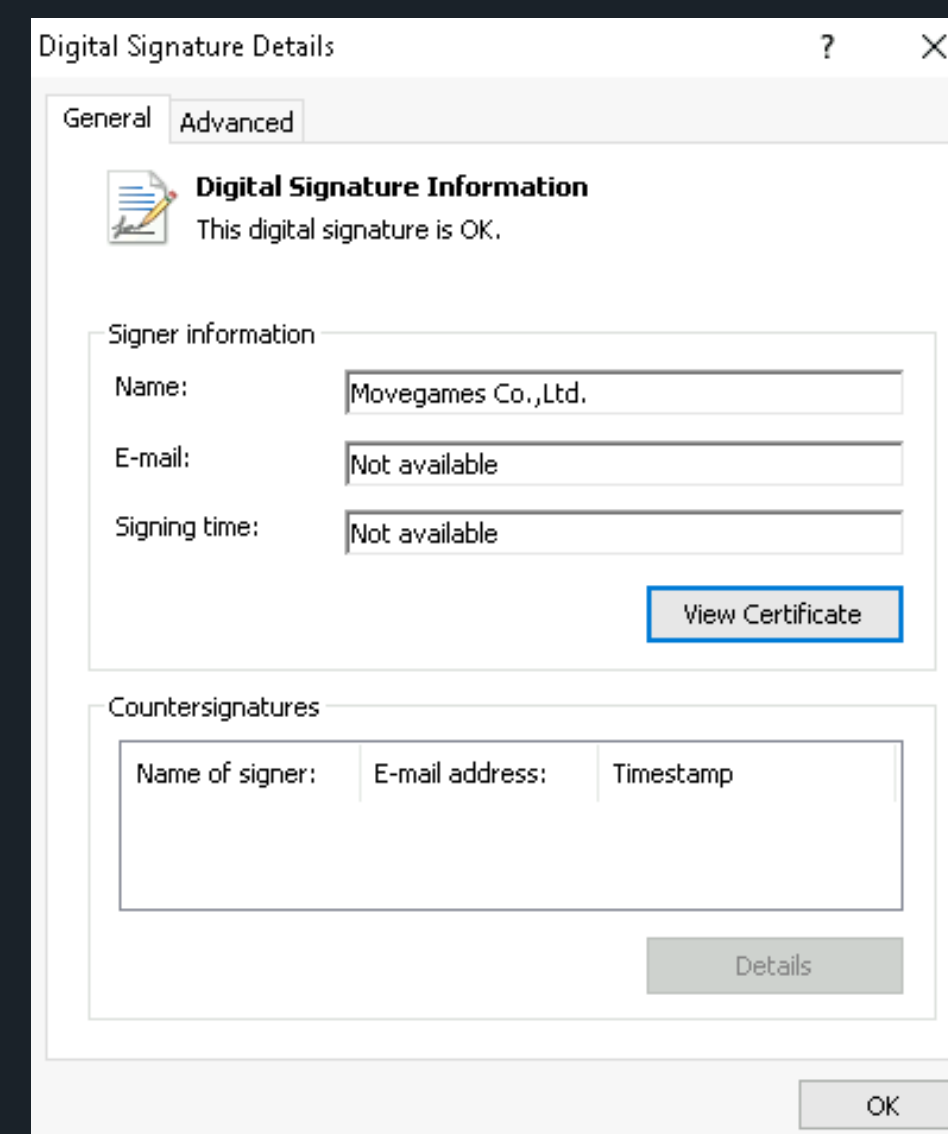 Digital Signature Details
General Advanced
Digital Signature Information
This digital signature is OK.
Signer information
Name: Movegames Co.,Ltd.
E-mail: Not available
Signing time: Not available
View Certificate
Countersignatures
Name of signer: E-mail address: Timestamp
Details
OK